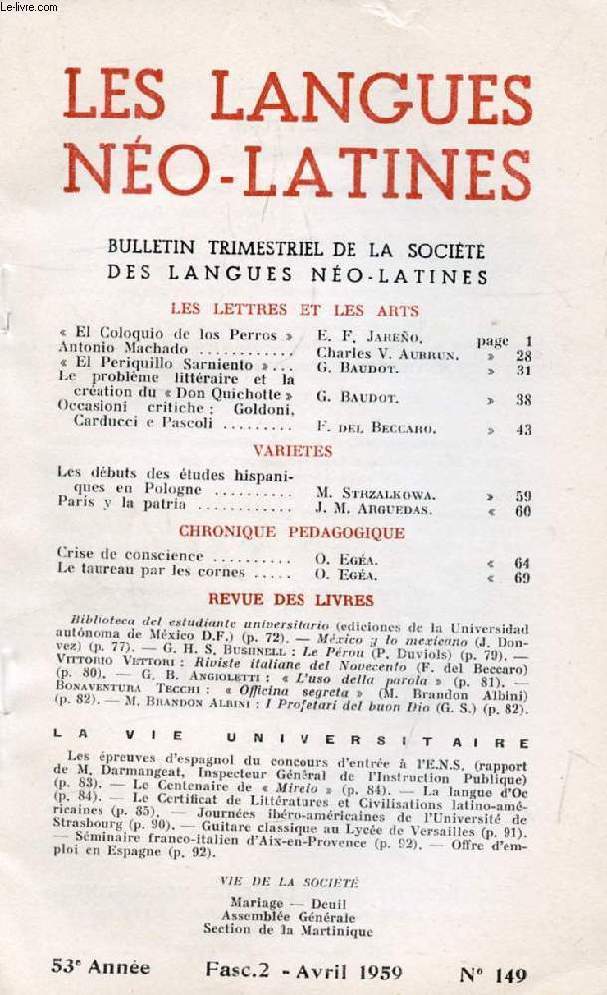 Le-livre.com
LES LANGUES
NÉO-LATINES
BULLETIN TRIMESTRIEL DE LA SOCIÉTÉ
DES LANGUES NÉO-LATINES
LES LETTRES ET LES ARTS
« El Coloquio de los Perros » E. F. JAREÑO. page 1
Antonio Machado ............ Charles V. AUBRUN. » 28
« El Periquillo Sarniento » ... G. BAUDOT. » 31
Le problème littéraire et la
création du « Don Quichotte » G. BAUDOT. » 38
Occasioni critiche : Goldoni,
Carducci e Pascoli ......... F. DEL BECCARO. » 43
VARIETES
Les débuts des études hispani-
ques en Pologne .......... M. STRZALKOWA. » 59
Paris y la patria ............ J. M. ARGUEDAS. « 60
CHRONIQUE PEDAGOGIQUE
Crise de conscience .......... O. EGÉA. « 64
Le taureau par les cornes ..... O. EGÉA. « 69
REVUE DES LIVRES
Biblioteca del estudiante universitario (ediciones de la Universidad
autónoma de México D.F.) (p. 72). — México y lo mexicano (J. Don-
vez) (p. 77). — G. H. S. BUSHNELL : Le Pérou (P. Duviols) (p. 79). —
VITTORIO VETTORI : Riviste italiane del Novecento (F. del Beccaro)
(p. 80). — G. B. ANGIOLETTI : « L'uso della parola » (p. 81). —
BONAVENTURA TECCHI : « Officina segreta » (M. Brandon Albini)
(p. 82). — M. BRANDON ALBINI : I Profetari del buon Dio (G. S.) (p. 82).
LA VIE UNIVERSITAIRE
Les épreuves d'espagnol du concours d'entrée à l'E.N.S. (rapport
de M. Darmangeat, Inspecteur Général de l'Instruction Publique)
(p. 83). — Le Centenaire de « Mireio » (p. 84). — La langue d'Oc
(p. 84). — Le Certificat de Littératures et Civilisations latino-amé-
ricaines (p. 85). — Journées ibéro-américaines de l'Université de
Strasbourg (p. 90). — Guitare classique au Lycée de Versailles (p. 91).
— Séminaire franco-italien d'Aix-en-Provence (p. 92). — Offre d'em-
ploi en Espagne (p. 92).
VIE DE LA SOCIÉTÉ
Mariage — Deuil
Assemblée Générale
Section de la Martinique
53e Année Fasc.2 - Avril 1959 N° 149